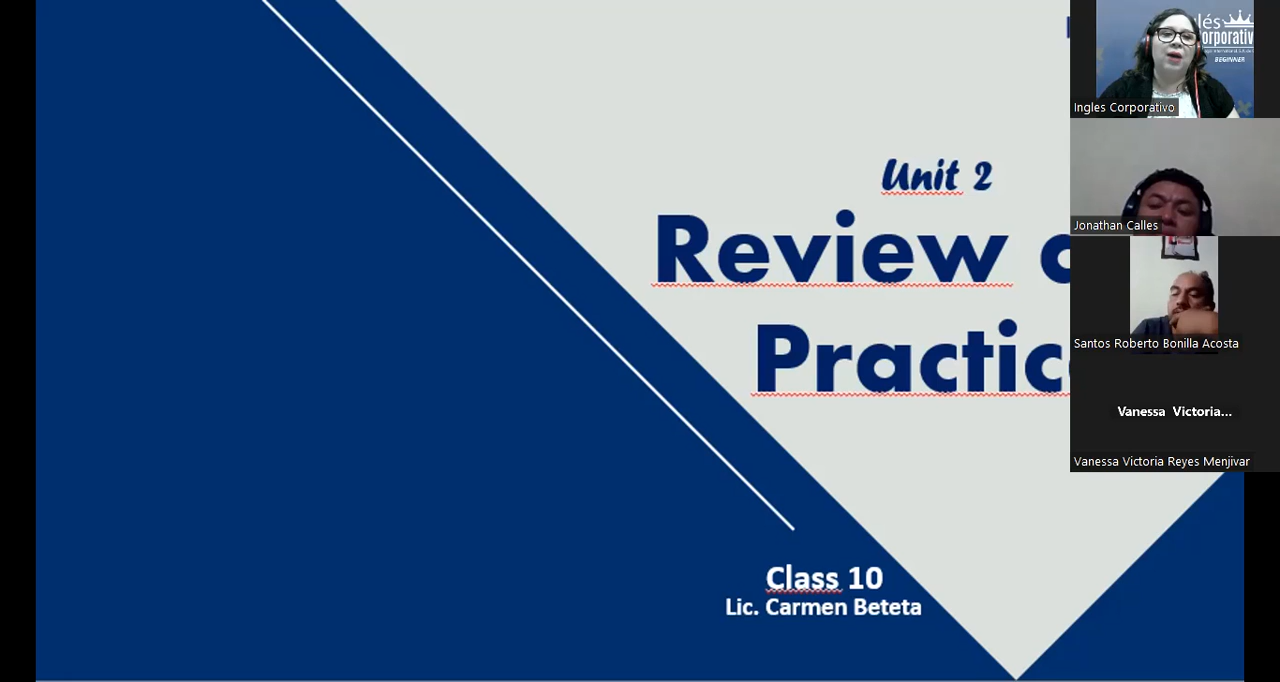 Unit 2
Review
Practic
Class 10
Lic. Carmen Beteta
BEGINNER
Ingles Corporativo
Jonathan Calles
Santos Roberto Bonilla Acosta
Vanessa Victoria...
Vanessa Victoria Reyes Menjivar